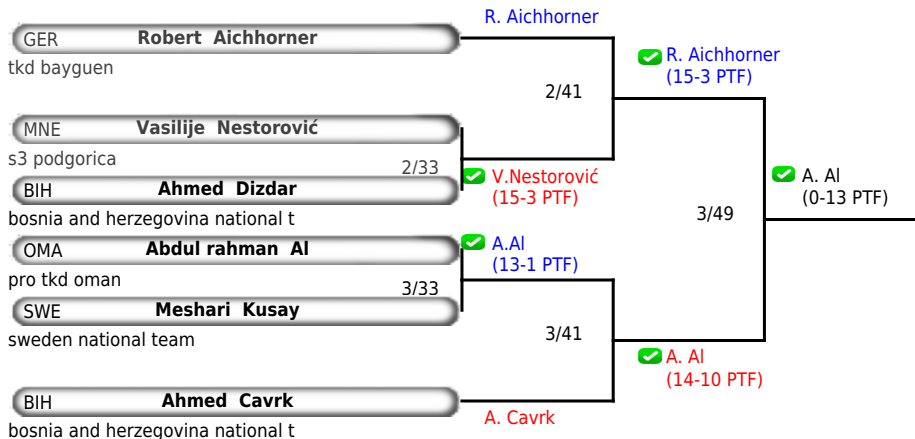 R. Aichhorner
GER Robert Aichhorner
tkd bayguen
R. Aichhorner
(15-3 PTF)
2/41
MNE Vasilije Nestorović
s3 podgorica
2/33
V.Nestorović
(15-3 PTF)
BIH Ahmed Dizdar
bosnia and herzegovina national t
A. Al
(0-13 PTF)
3/49
OMA Abdul rahman Al
pro tkd oman
A.Al
(13-1 PTF)
3/33
SWE Meshari Kusay
sweden national team
3/41
A. Al
(14-10 PTF)
BIH Ahmed Cavrk
bosnia and herzegovina national t
A. Cavrk